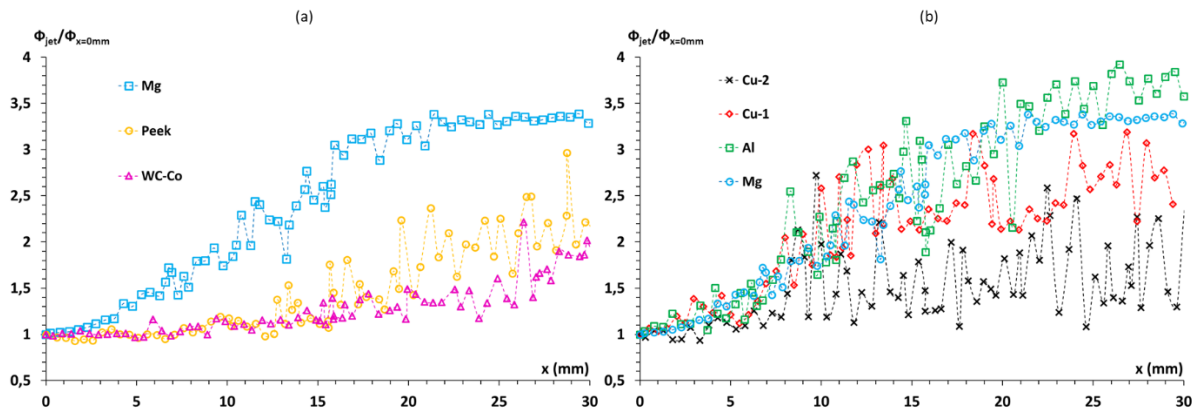 (a)
Φjet/Φx=0mm
4
3,5
3
2,5
2
1,5
1
0,5
0 5 10 15 20 25 30
x (mm)
Mg
Peek
WC-Co
(b)
Φjet/Φx=0mm
4
3,5
3
2,5
2
1,5
1
0,5
0 5 10 15 20 25 30
x (mm)
Cu-2
Cu-1
Al
Mg